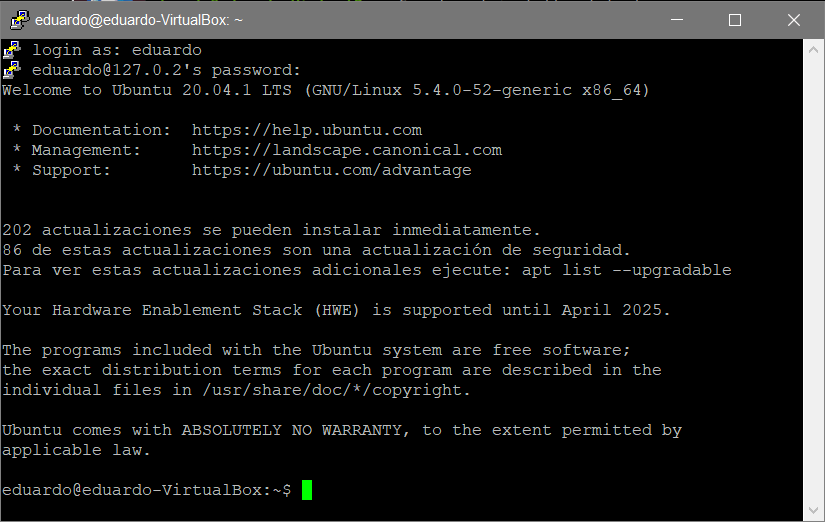 eduardo@eduardo-VirtualBox: ~
login as: eduardo
eduardo@127.0.2's password:
Welcome to Ubuntu 20.04.1 LTS (GNU/Linux 5.4.0-52-generic x86_64)
* Documentation:  https://help.ubuntu.com
* Management:     https://landscape.canonical.com
* Support:        https://ubuntu.com/advantage
202 actualizaciones se pueden instalar inmediatamente.
86 de estas actualizaciones son una actualización de seguridad.
Para ver estas actualizaciones adicionales ejecute: apt list --upgradable
Your Hardware Enablement Stack (HWE) is supported until April 2025.
The programs included with the Ubuntu system are free software;
the exact distribution terms for each program are described in the
individual files in /usr/share/doc/*/copyright.
Ubuntu comes with ABSOLUTELY NO WARRANTY, to the extent permitted by
applicable law.
eduardo@eduardo-VirtualBox:~$